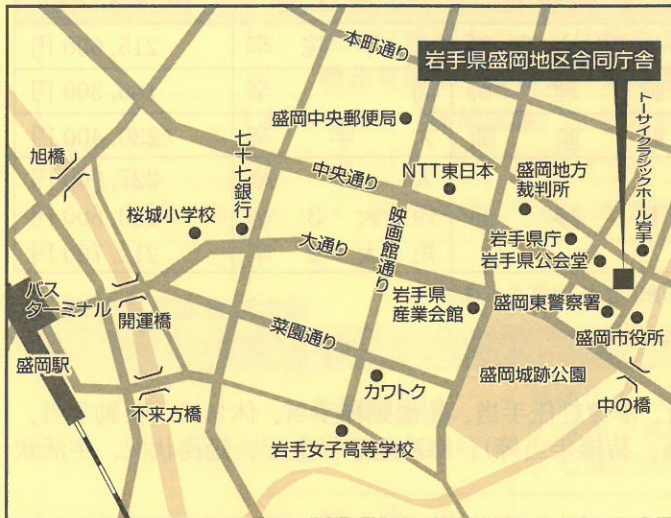 本町通り
岩手県盛岡地区合同庁舎
トーサイクラシックホール岩手
盛岡中央郵便局
旭橋
七十七銀行
中央通り
NTT東日本
盛岡地方
裁判所
桜城小学校
映画館通り
大通り
岩手県庁
岩手県公会堂
バス
ターミナル
開運橋
岩手県
産業会館
盛岡東警察署
盛岡市役所
菜園通り
盛岡駅
カワトク
盛岡城跡公園
中の橋
不来方橋
岩手女子高等学校